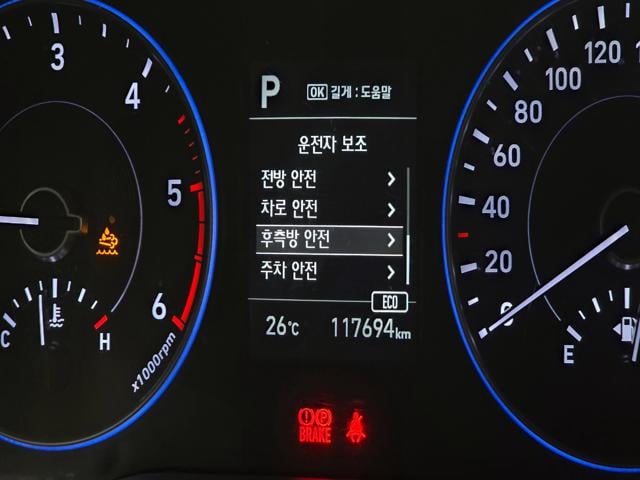 3
4
5
6
x1000rpm
C
H
P
OK 길게 : 도움말
운전자 보조
전방 안전
차로 안전
후측방 안전
주차 안전
ECO
26℃ 117694km
BRAKE
P
120
100
80
60
40
20
0
E